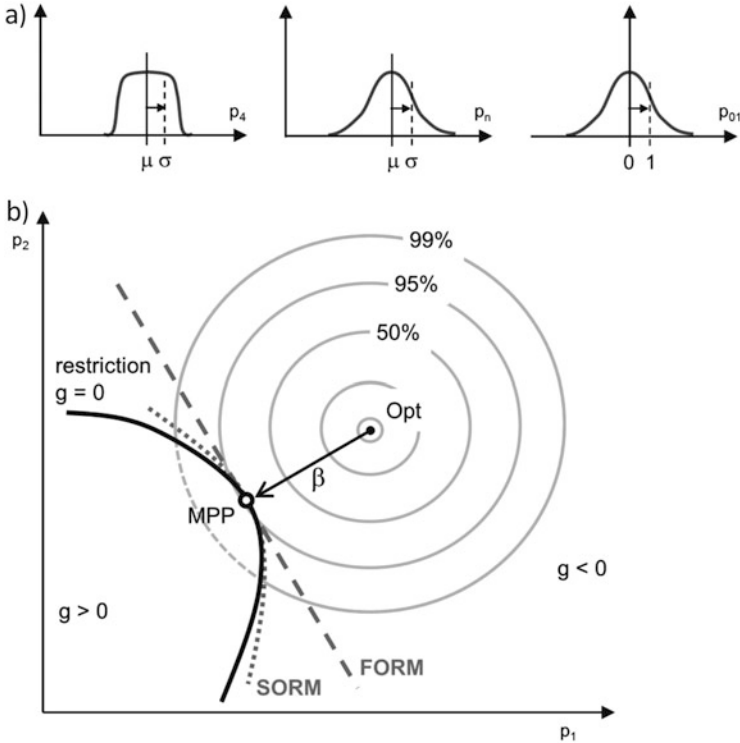 a)
p₄
μ σ
pₙ
μ σ
p₀₁
0 1
b)
p₂
99%
95%
50%
restriction
g = 0
Opt
β
MPP
g < 0
g > 0
FORM
SORM
p₁